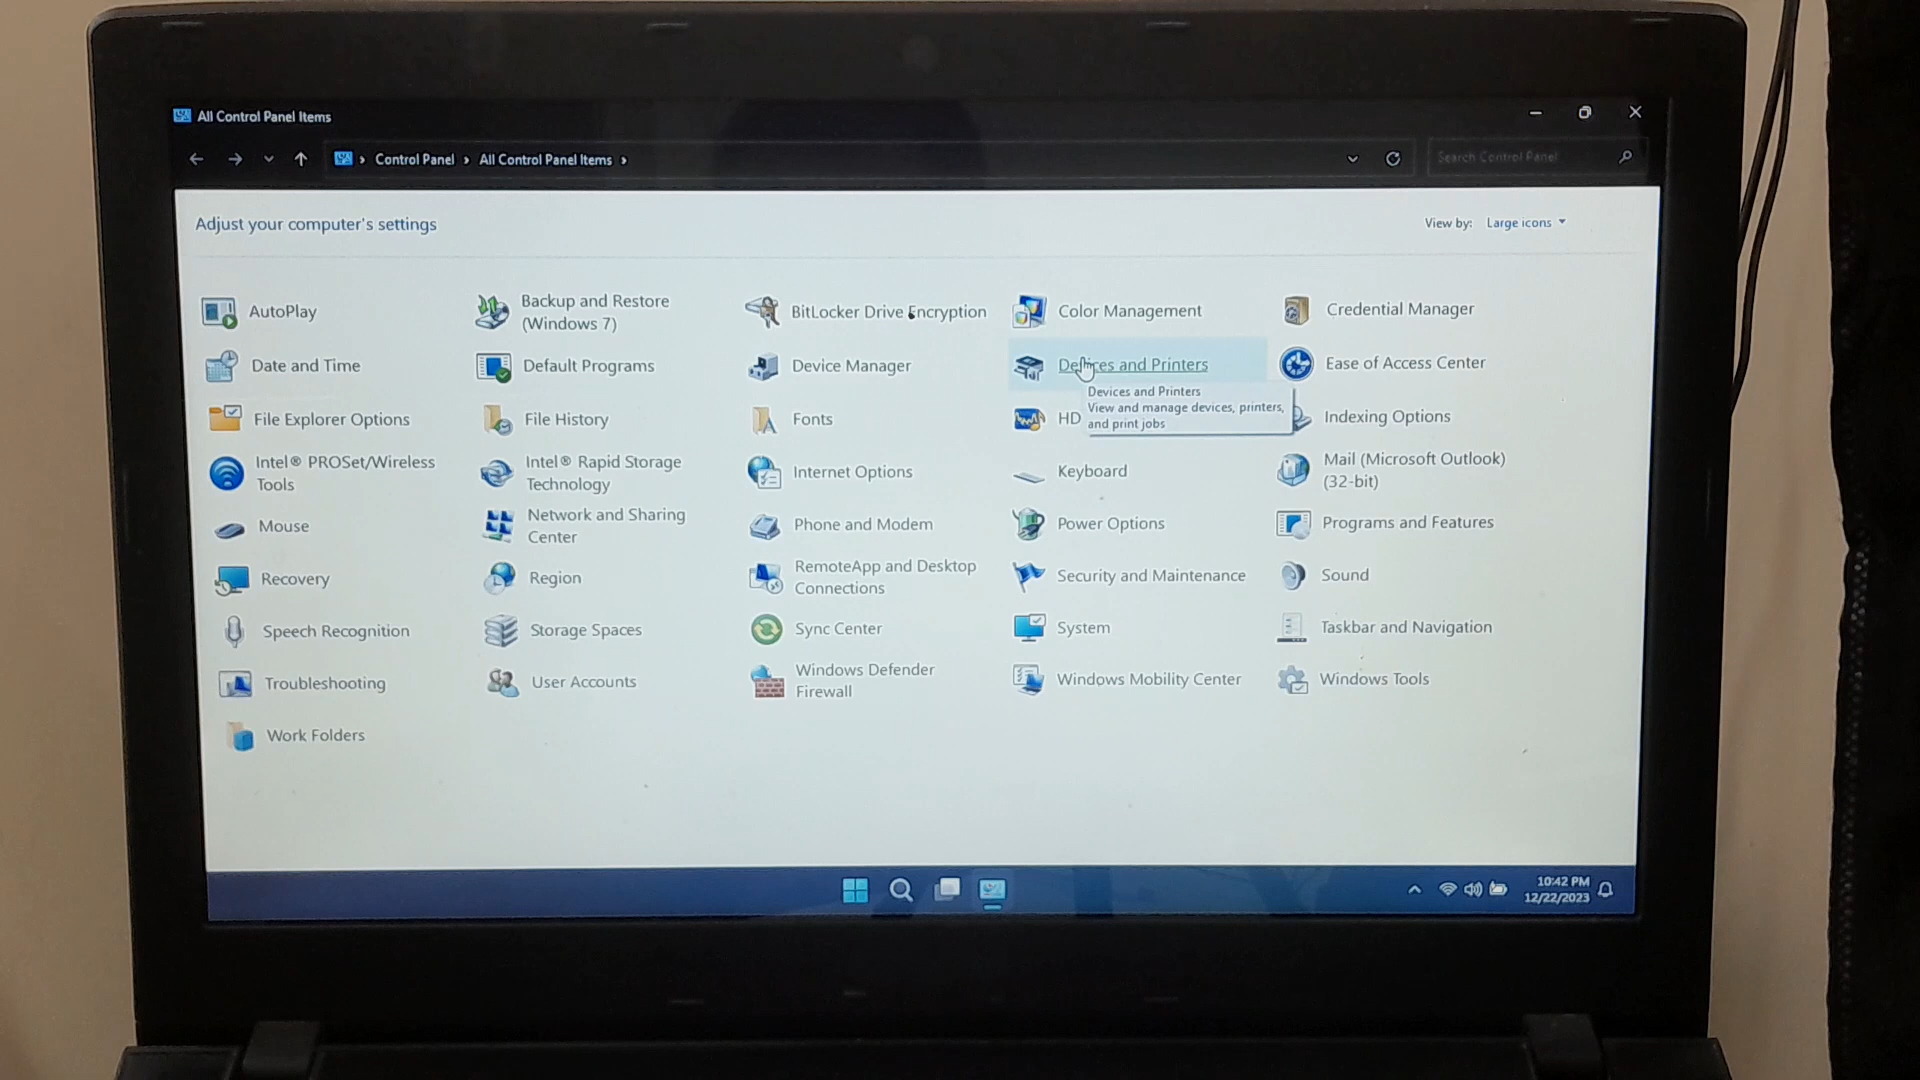 All Control Panel Items
Control Panel > All Control Panel Items >
Search Control Panel
Adjust your computer's settings
View by: Large icons
AutoPlay
Backup and Restore
(Windows 7)
BitLocker Drive Encryption
Color Management
Credential Manager
Date and Time
Default Programs
Device Manager
Devices and Printers
Ease of Access Center
Devices and Printers
View and manage devices, printers,
and print jobs
File Explorer Options
File History
Fonts
HD
Indexing Options
Intel® PROSet/Wireless
Tools
Intel® Rapid Storage
Technology
Internet Options
Keyboard
Mail (Microsoft Outlook)
(32-bit)
Mouse
Network and Sharing
Center
Phone and Modem
Power Options
Programs and Features
Recovery
Region
RemoteApp and Desktop
Connections
Security and Maintenance
Sound
Speech Recognition
Storage Spaces
Sync Center
System
Taskbar and Navigation
Troubleshooting
User Accounts
Windows Defender
Firewall
Windows Mobility Center
Windows Tools
Work Folders
10:42 PM
12/22/2023